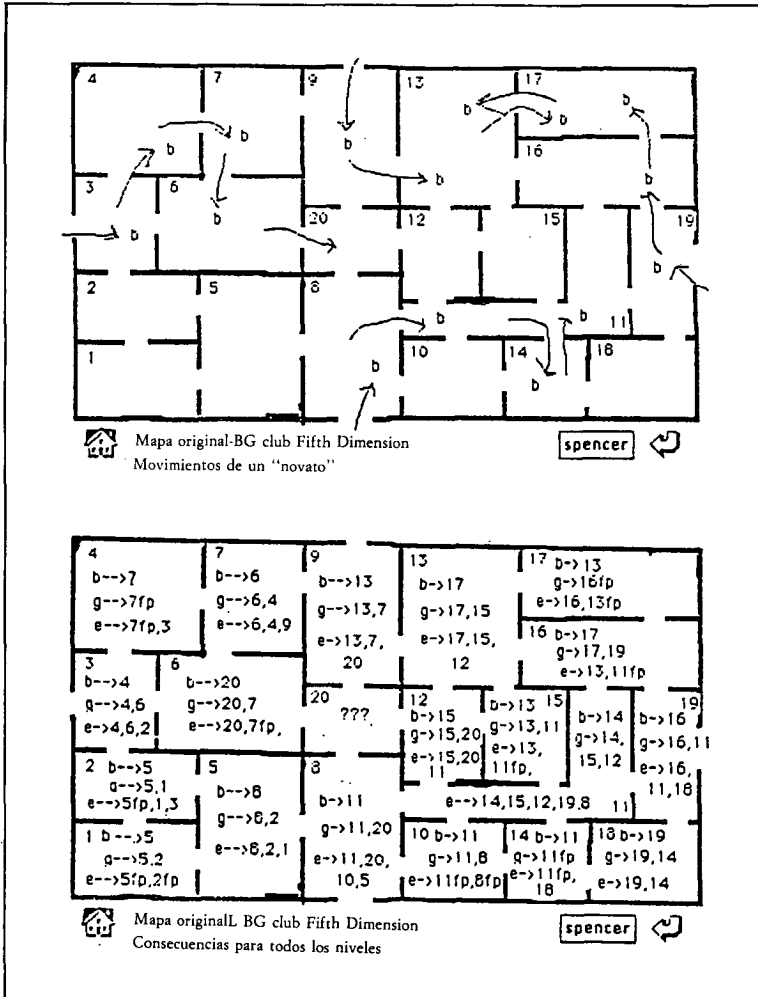 4
7
9
13
17
b
b
b
b
b
b
16
3
6
b
b
b
b
20
12
15
19
b
2
5
8
b
b
11
1
10
14
18
b
b
Mapa original-BG club Fifth Dimension
Movimientos de un "novato"
spencer
4
b-->7
g-->7fp
e-->7fp,3
7
b-->6
g-->6,4
e-->6,4,9
9
b-->13
g-->13,7
e-->13,7,
20
13
b->17
g->17,15
e->17,15,
12
17 b->13
g->16fp
e->16,13fp
16 b->17
g->17,19
e->13,11fp
3
b-->4
g->4,6
e->4,6,2
6
b-->20
g-->20,7
e-->20,7fp,
20
???
12
b->15
g->15,20
e->15,20
11
15
b->13
g->13,11
e->13,
11fp,
b->14
g->14,
15,12
e-->14,15,12,19,8
11
19
b->16
g->16,11
e->16,
11,18
2 b-->5
g-->5,1
e-->5fp,1,3
5
b-->8
g-->8,2
e-->8,2,1
8
b->11
g->11,20
e->11,20,
10,5
1 b-->5
g-->5.2
e-->5fp,2fp
10 b->11
g->11,8
e->11fp,8fp
14 b->11
g->11fp
e->11fp,
18
18 b->19
g->19,14
e->19,14
Mapa originalL BG club Fifth Dimension
Consecuencias para todos los niveles
spencer